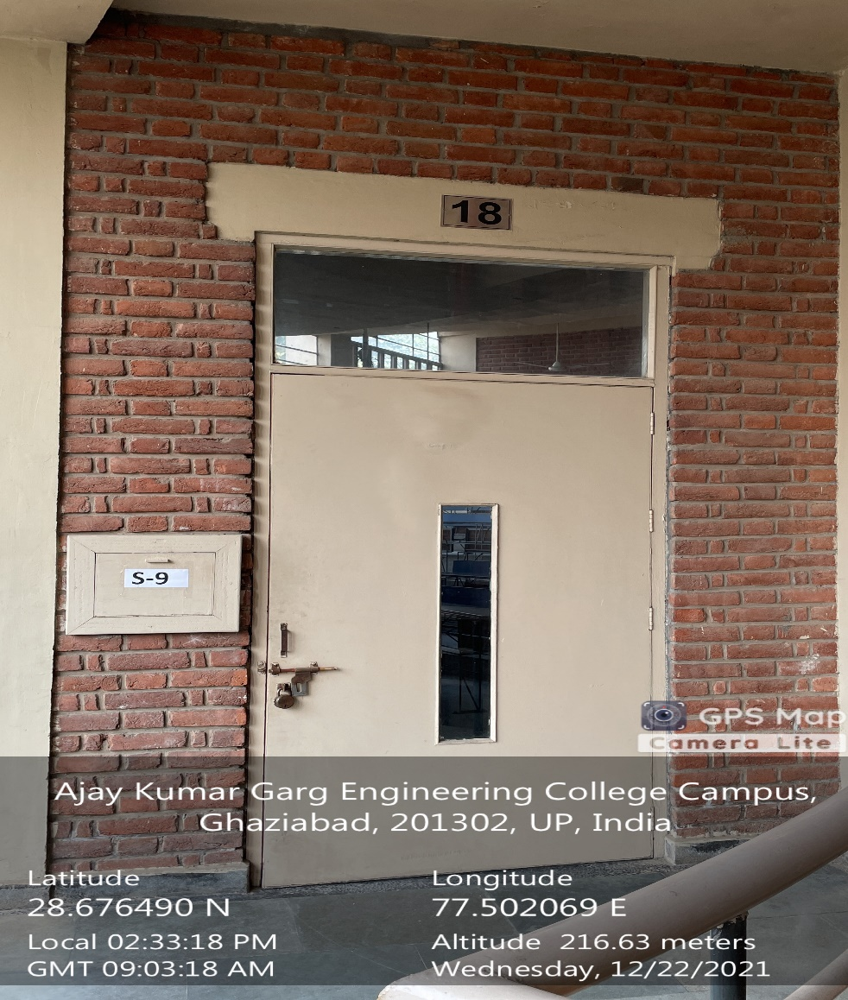 18
S-9
GPS Map
Camera Lite
Ajay Kumar Garg Engineering College Campus,
Ghaziabad, 201302, UP, India
Latitude
28.676490 N
Longitude
77.502069 E
Local 02:33:18 PM
GMT 09:03:18 AM
Altitude 216.63 meters
Wednesday, 12/22/2021